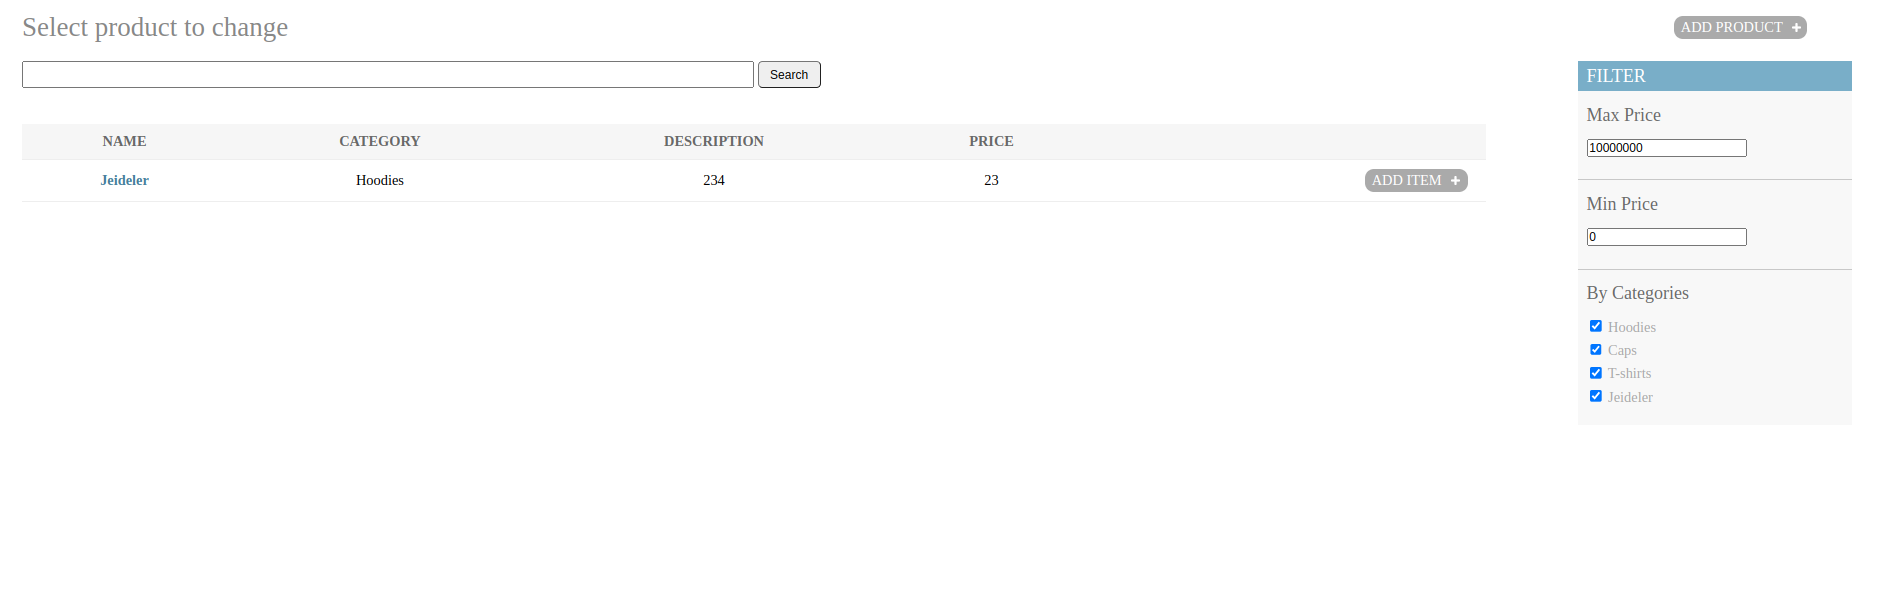 Select product to change
ADD PRODUCT +
Search
NAME CATEGORY DESCRIPTION PRICE
Jeideler Hoodies 234 23 ADD ITEM +
FILTER
Max Price
10000000
Min Price
0
By Categories
Hoodies
Caps
T-shirts
Jeideler